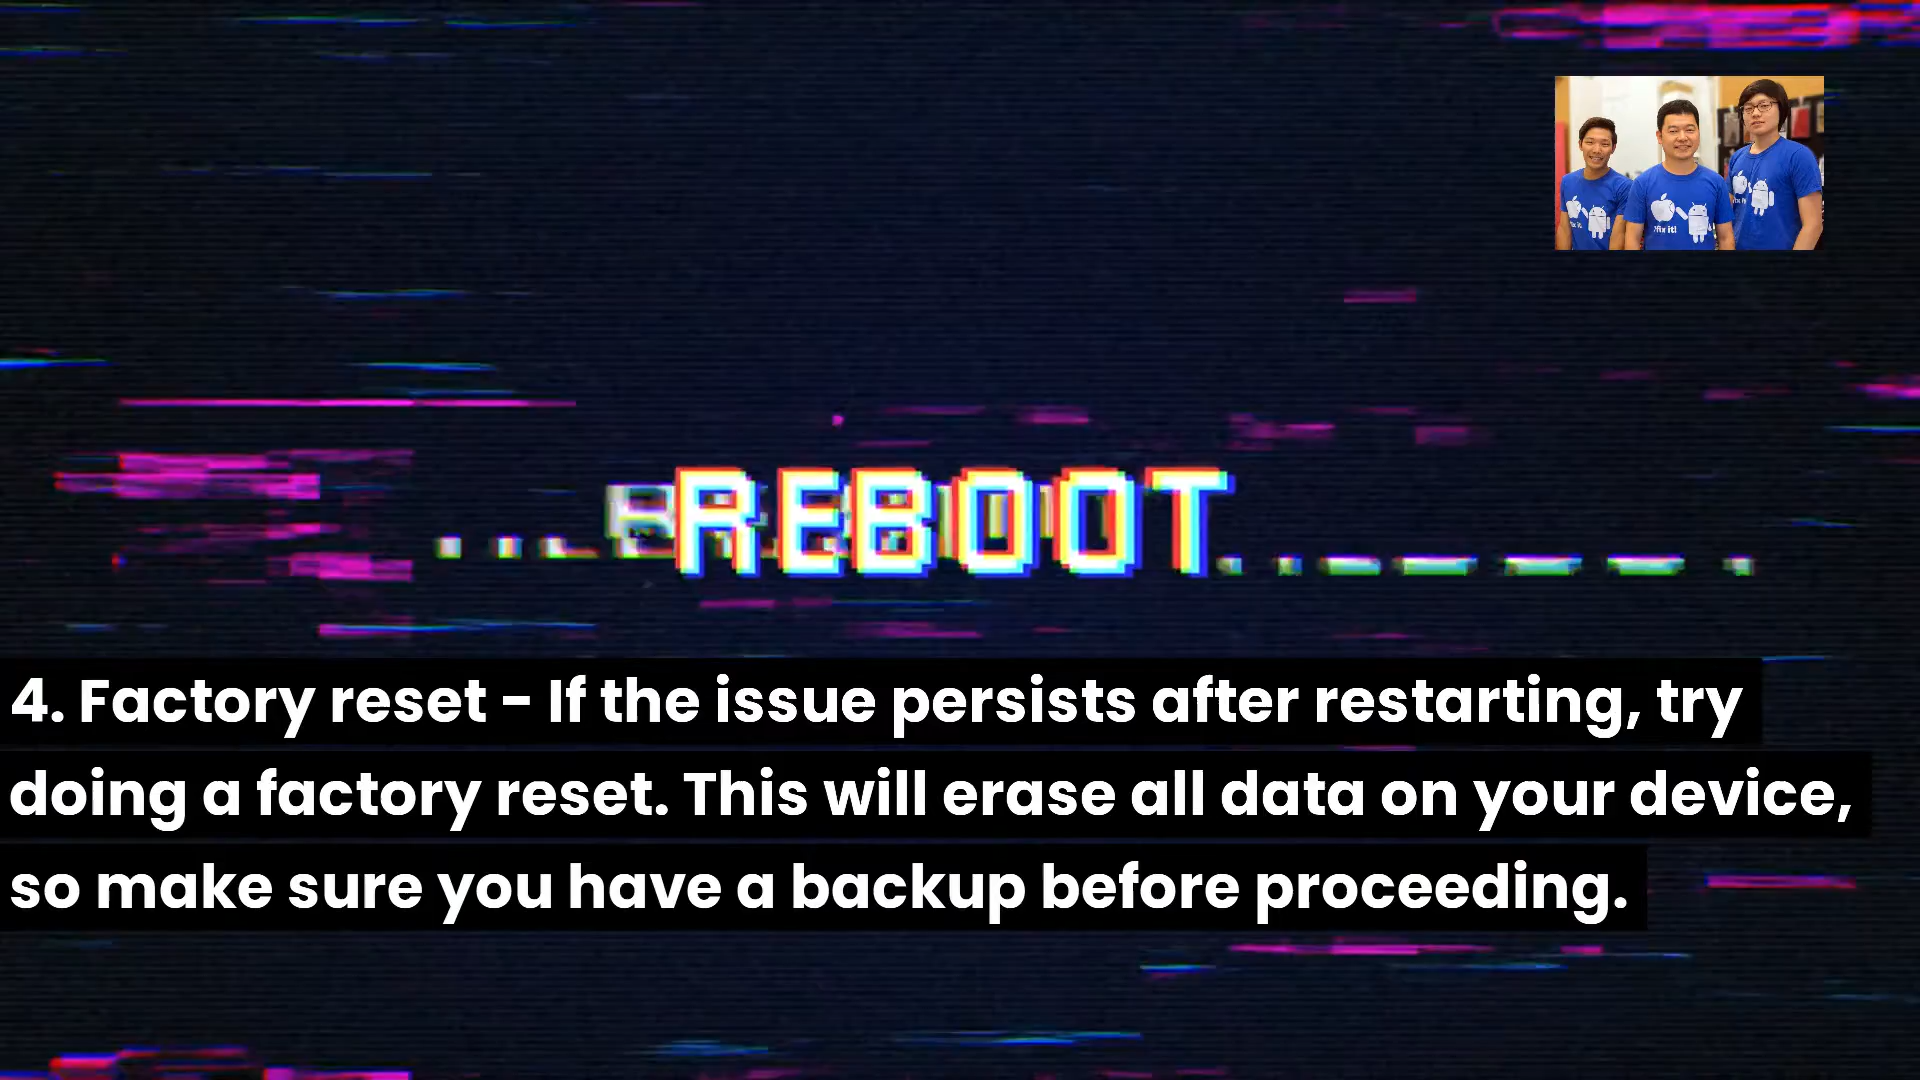 REBOOT
4. Factory reset - If the issue persists after restarting, try
doing a factory reset. This will erase all data on your device,
so make sure you have a backup before proceeding.